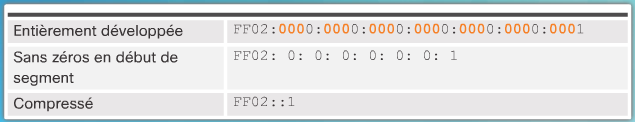 Entièrement développée FF02:0000:0000:0000:0000:0000:0000:0001
Sans zéros en début de segment FF02: 0: 0: 0: 0: 0: 0: 1
Compressé FF02::1